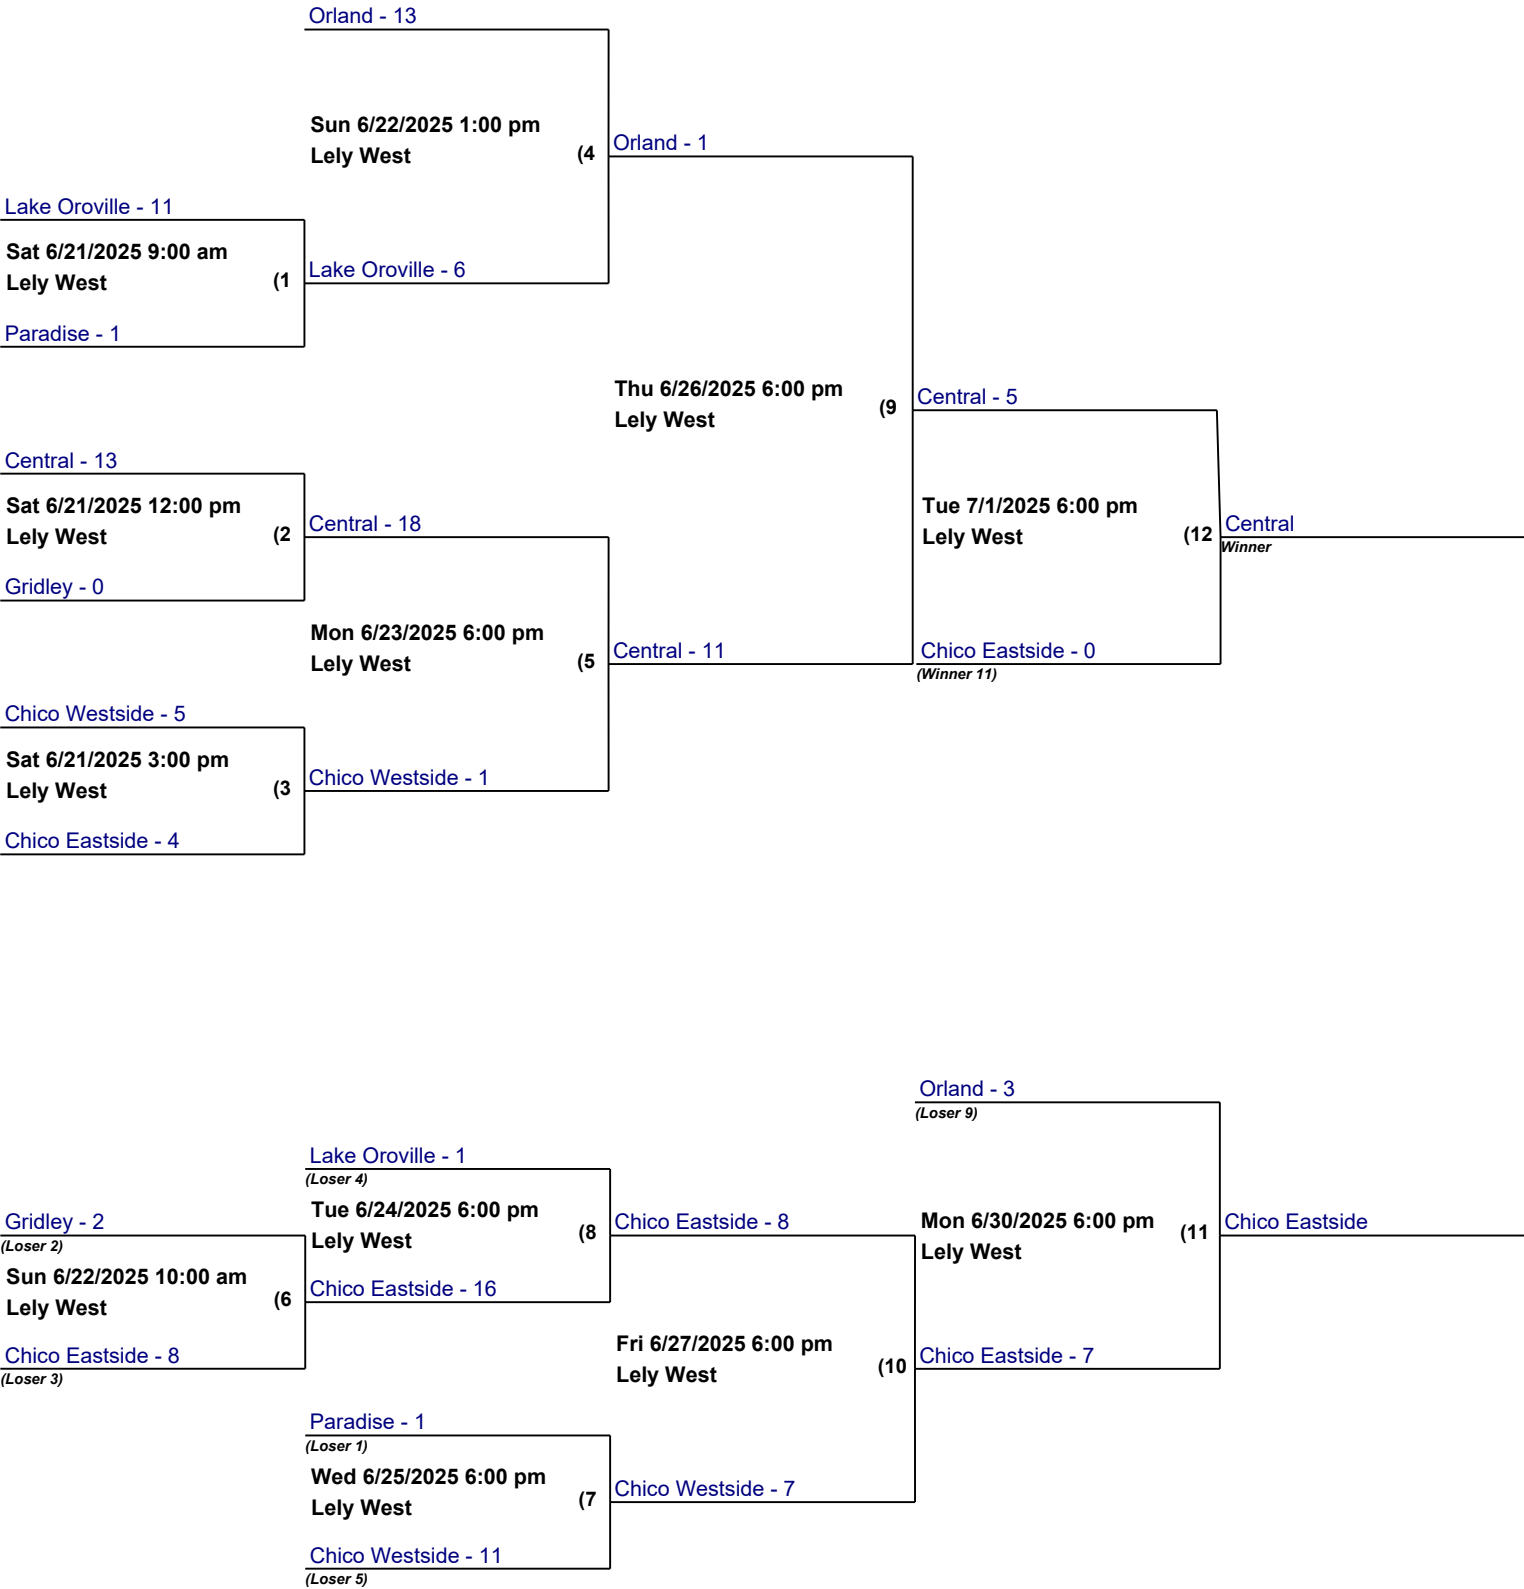 Orland - 13
Sun 6/22/2025 1:00 pm
Lely West
(4
Orland - 1
Lake Oroville - 11
Sat 6/21/2025 9:00 am
Lely West
(1
Lake Oroville - 6
Paradise - 1
Thu 6/26/2025 6:00 pm
Lely West
(9
Central - 5
Central - 13
Sat 6/21/2025 12:00 pm
Lely West
(2
Central - 18
Gridley - 0
Tue 7/1/2025 6:00 pm
Lely West
(12
Central
Winner
Mon 6/23/2025 6:00 pm
Lely West
(5
Central - 11
Chico Eastside - 0
(Winner 11)
Chico Westside - 5
Sat 6/21/2025 3:00 pm
Lely West
(3
Chico Westside - 1
Chico Eastside - 4
Orland - 3
(Loser 9)
Lake Oroville - 1
(Loser 4)
Tue 6/24/2025 6:00 pm
Lely West
(8
Chico Eastside - 8
Mon 6/30/2025 6:00 pm
Lely West
(11
Chico Eastside
Gridley - 2
(Loser 2)
Sun 6/22/2025 10:00 am
Lely West
(6
Chico Eastside - 16
Chico Eastside - 8
(Loser 3)
Fri 6/27/2025 6:00 pm
Lely West
(10
Chico Eastside - 7
Paradise - 1
(Loser 1)
Wed 6/25/2025 6:00 pm
Lely West
(7
Chico Westside - 7
Chico Westside - 11
(Loser 5)